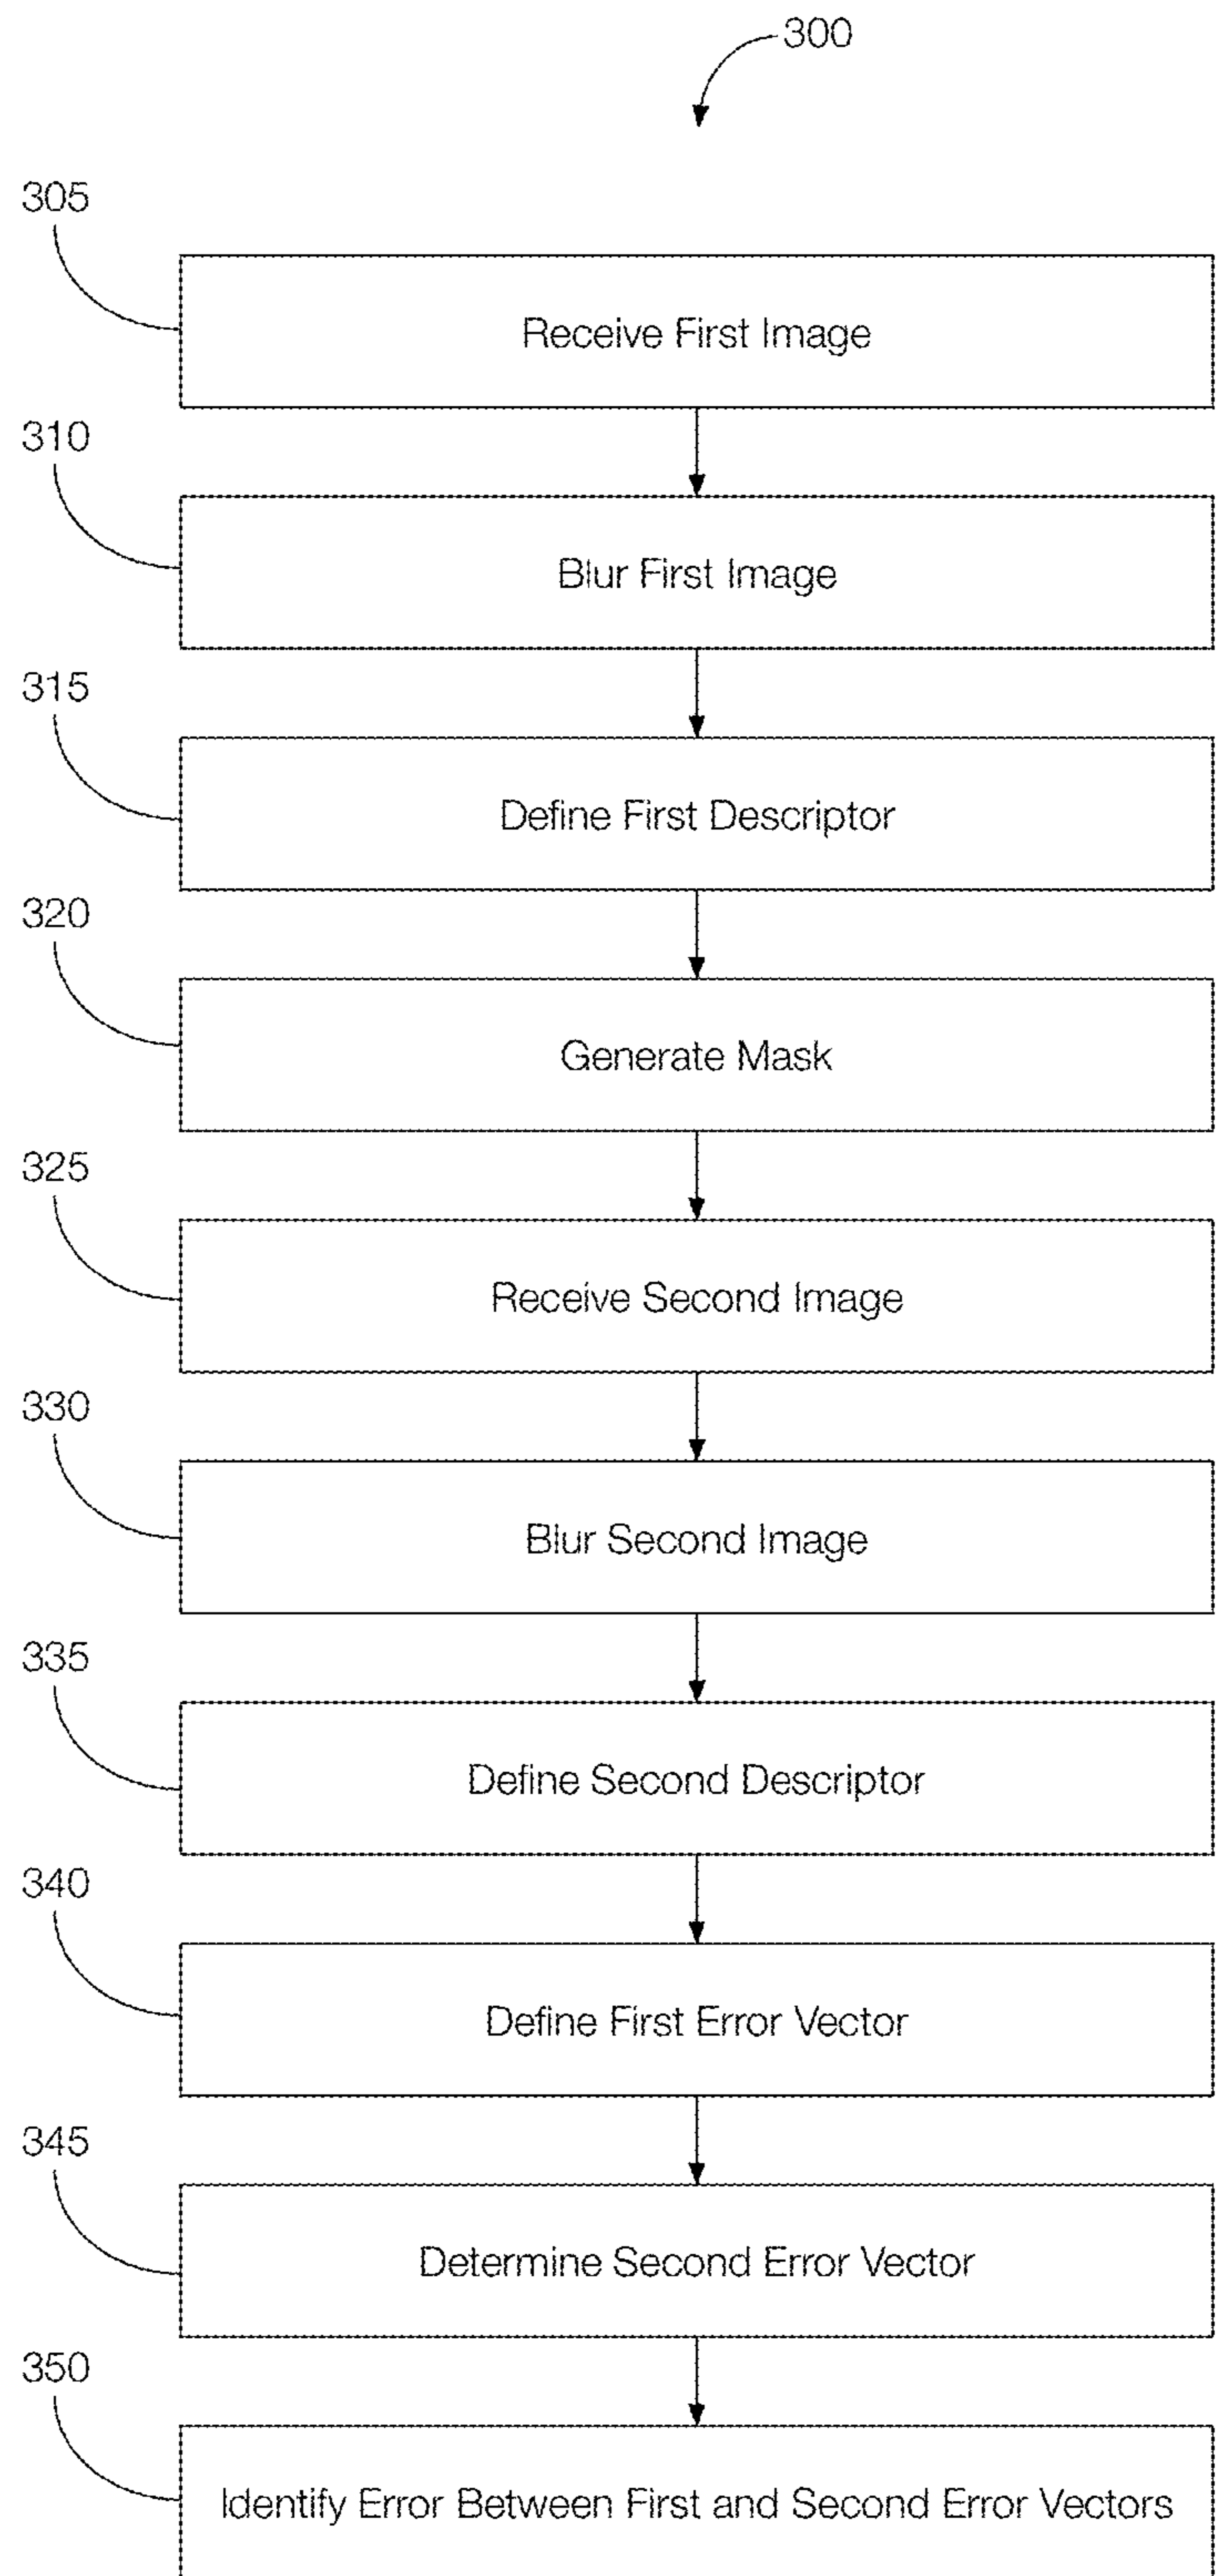 300
305
Receive First Image
310
Blur First Image
315
Define First Descriptor
320
Generate Mask
325
Receive Second Image
330
Blur Second Image
335
Define Second Descriptor
340
Define First Error Vector
345
Determine Second Error Vector
350
Identify Error Between First and Second Error Vectors